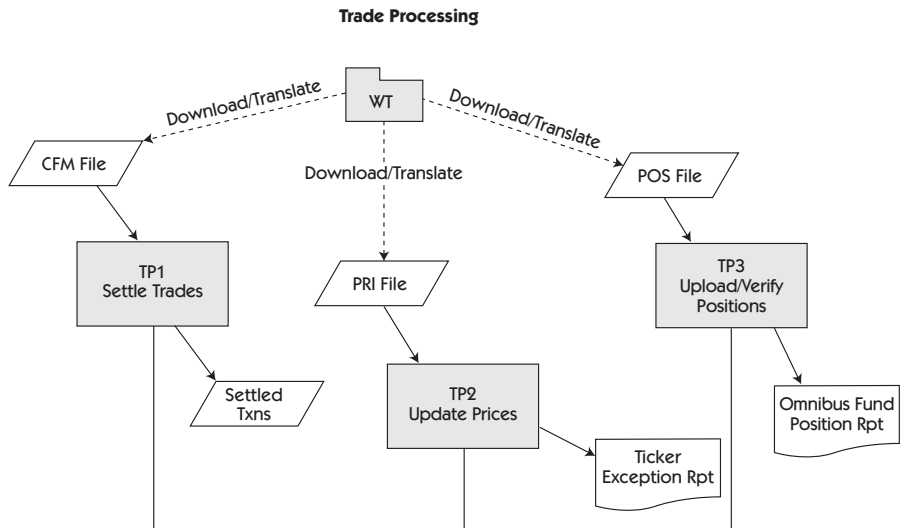 Trade Processing
WT
Download/Translate
Download/Translate
Download/Translate
CFM File
POS File
PRI File
TP1
Settle Trades
TP3
Upload/Verify
Positions
Settled
Txns
TP2
Update Prices
Omnibus Fund
Position Rpt
Ticker
Exception Rpt